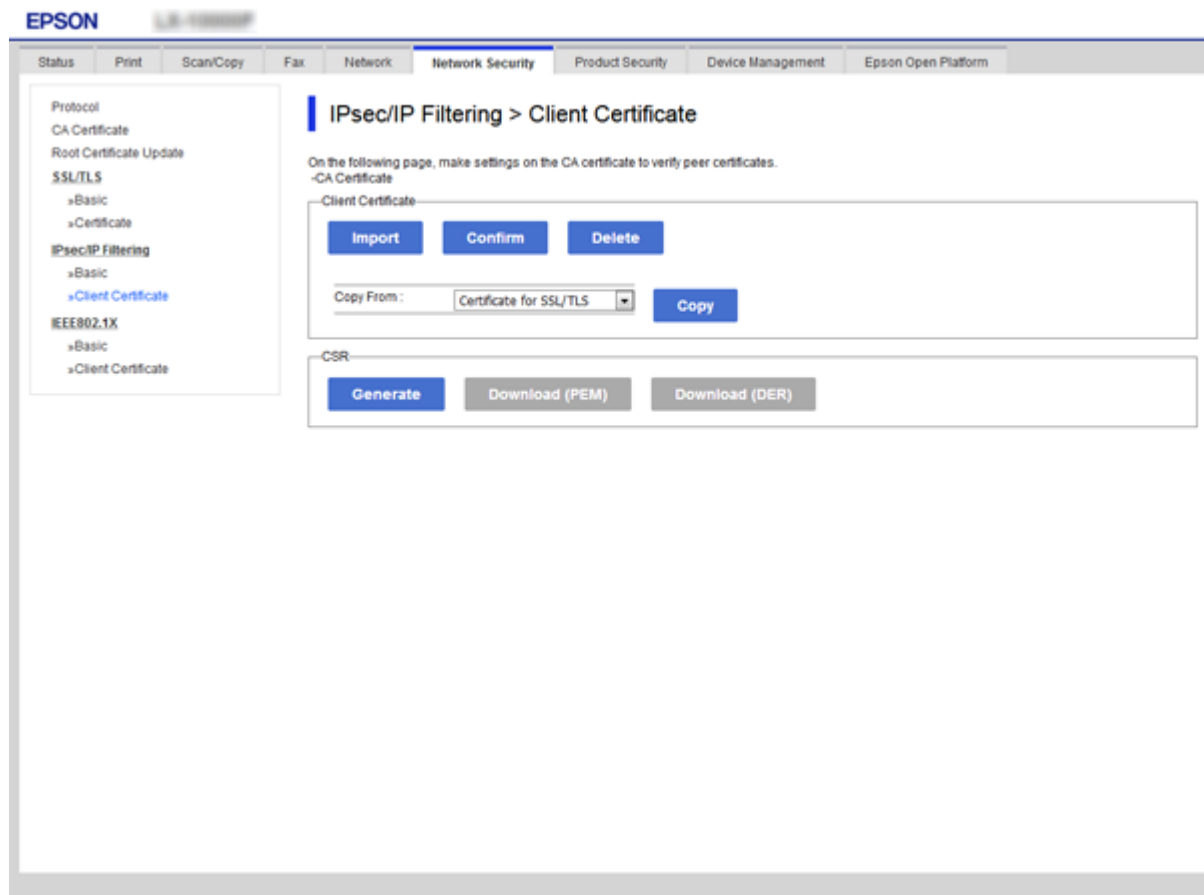 EPSON
Status Print Scan/Copy Fax Network Network Security Product Security Device Management Epson Open Platform
Protocol
CA Certificate
Root Certificate Update
SSL/TLS
»Basic
»Certificate
IPsec/IP Filtering
»Basic
»Client Certificate
IEEE802.1X
»Basic
»Client Certificate
IPsec/IP Filtering > Client Certificate
On the following page, make settings on the CA certificate to verify peer certificates.
-CA Certificate
Client Certificate
Import Confirm Delete
Copy From : Certificate for SSL/TLS Copy
CSR
Generate Download (PEM) Download (DER)